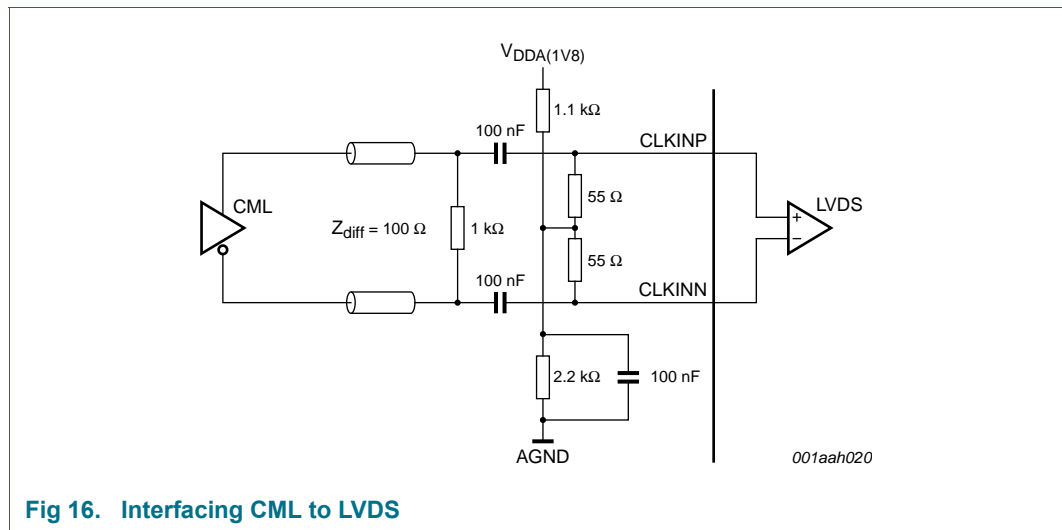 VDDA(1V8)
1.1 kΩ
100 nF
CLKINP
55 Ω
LVDS
CML
Zdiff = 100 Ω
1 kΩ
+
−
55 Ω
100 nF
CLKINN
2.2 kΩ
100 nF
AGND
001aah020
Fig 16. Interfacing CML to LVDS